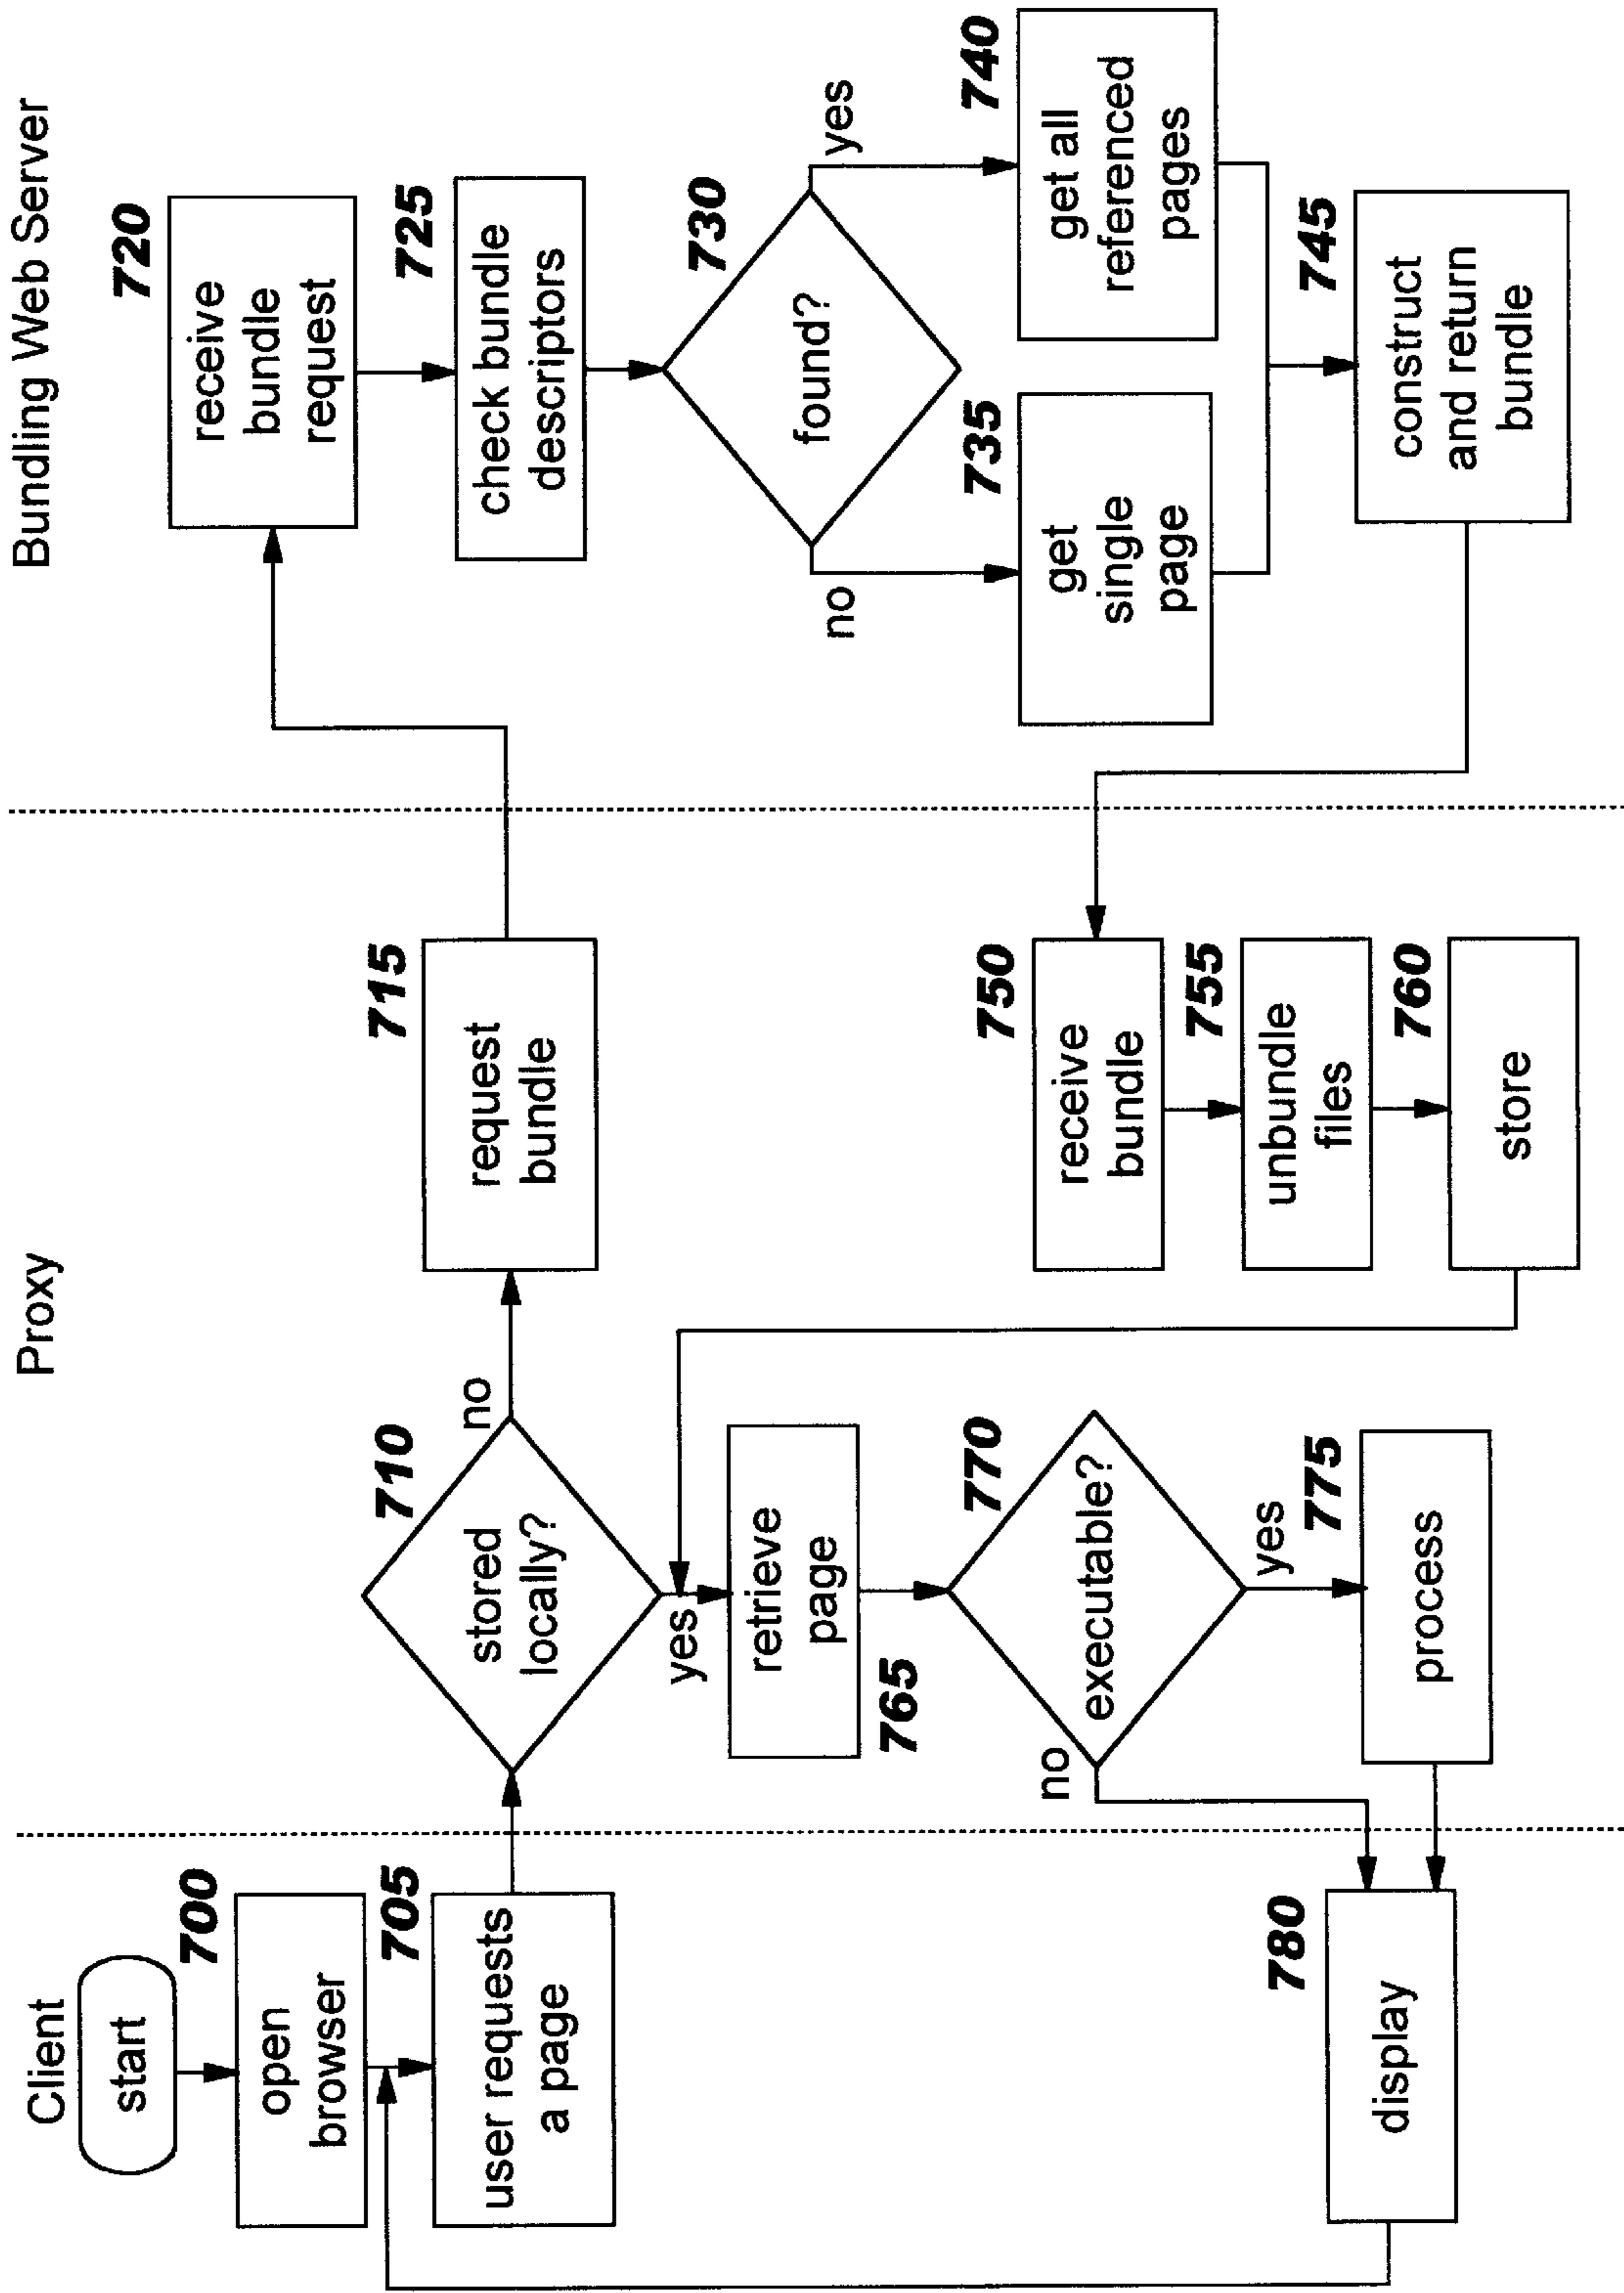 Client
start
700
open
browser
705
user requests
a page
780
display
Proxy
710
stored
locally?
no
yes
715
request
bundle
retrieve
page
765
770
executable?
no
yes
775
process
750
receive
bundle
755
unbundle
files
760
store
Bundling Web Server
720
receive
bundle
request
725
check bundle
descriptors
730
found?
no
yes
735
get
single
page
740
get all
referenced
pages
745
construct
and return
bundle